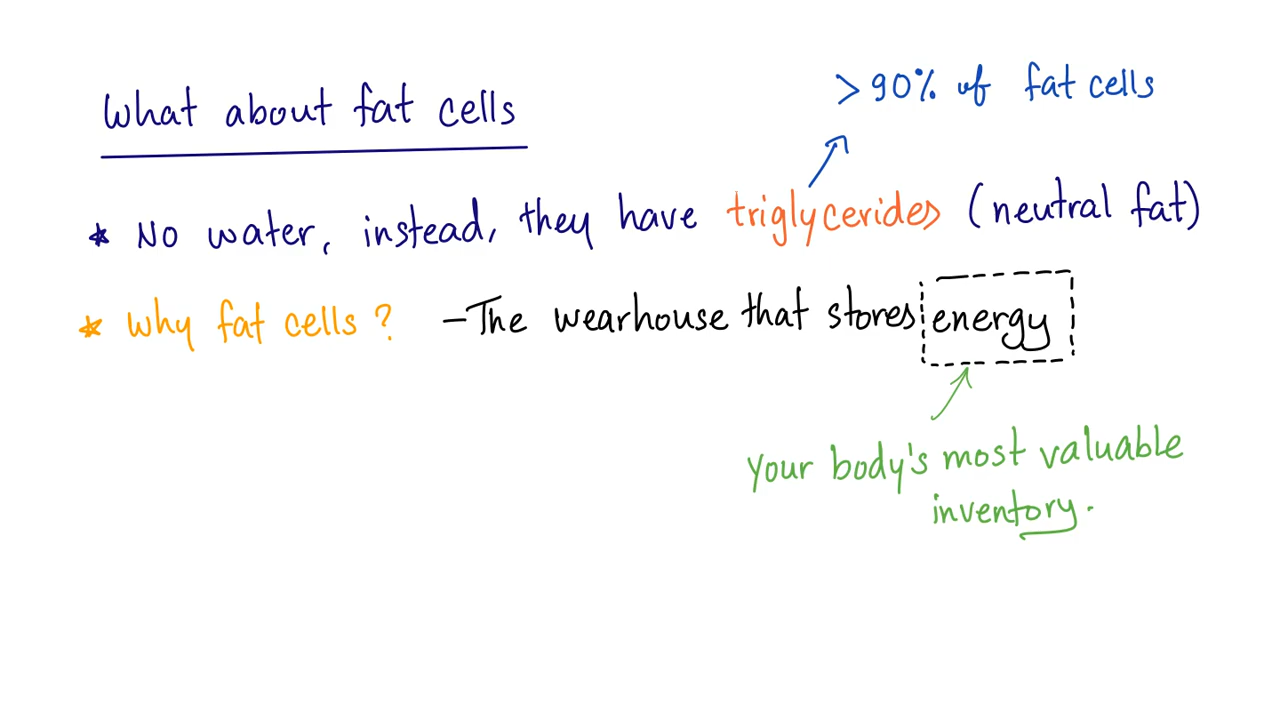 > 90% of fat cells
What about fat cells
* No water, instead, they have triglycerides (neutral fat)
* Why fat cells? - The wearhouse that stores energy
Your body's most valuable
inventory.